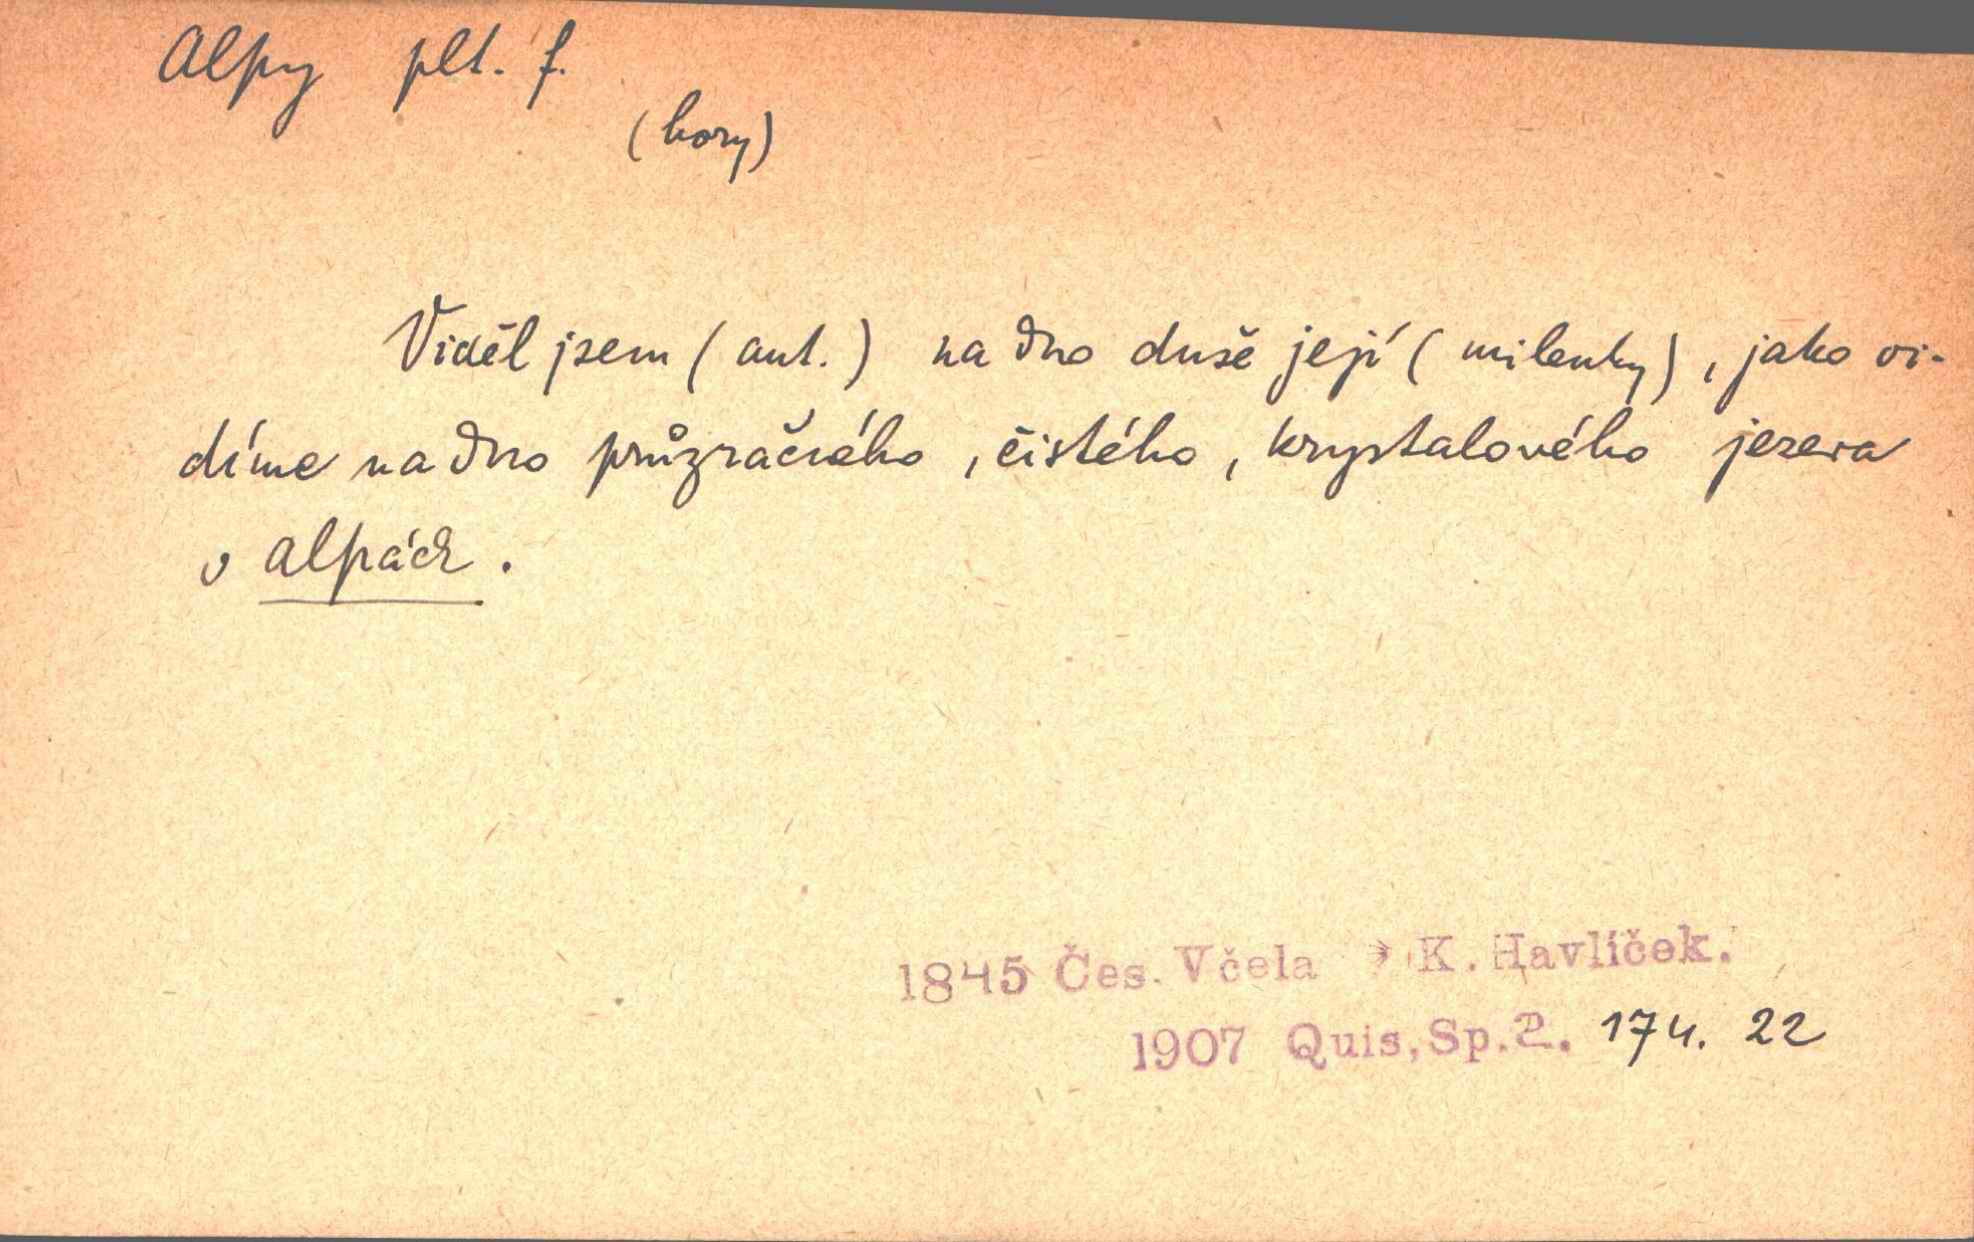 Alpy plt. f.
(hory)
Viděl jsem (aut.) na dno duše její (milenky), jako vi-
díme na dno průzračného, čistého, krystalového jezera
v alpách.
1845 Čes. Včela K. Havlíček.
1907 Quis, Sp. 2. 174. 22